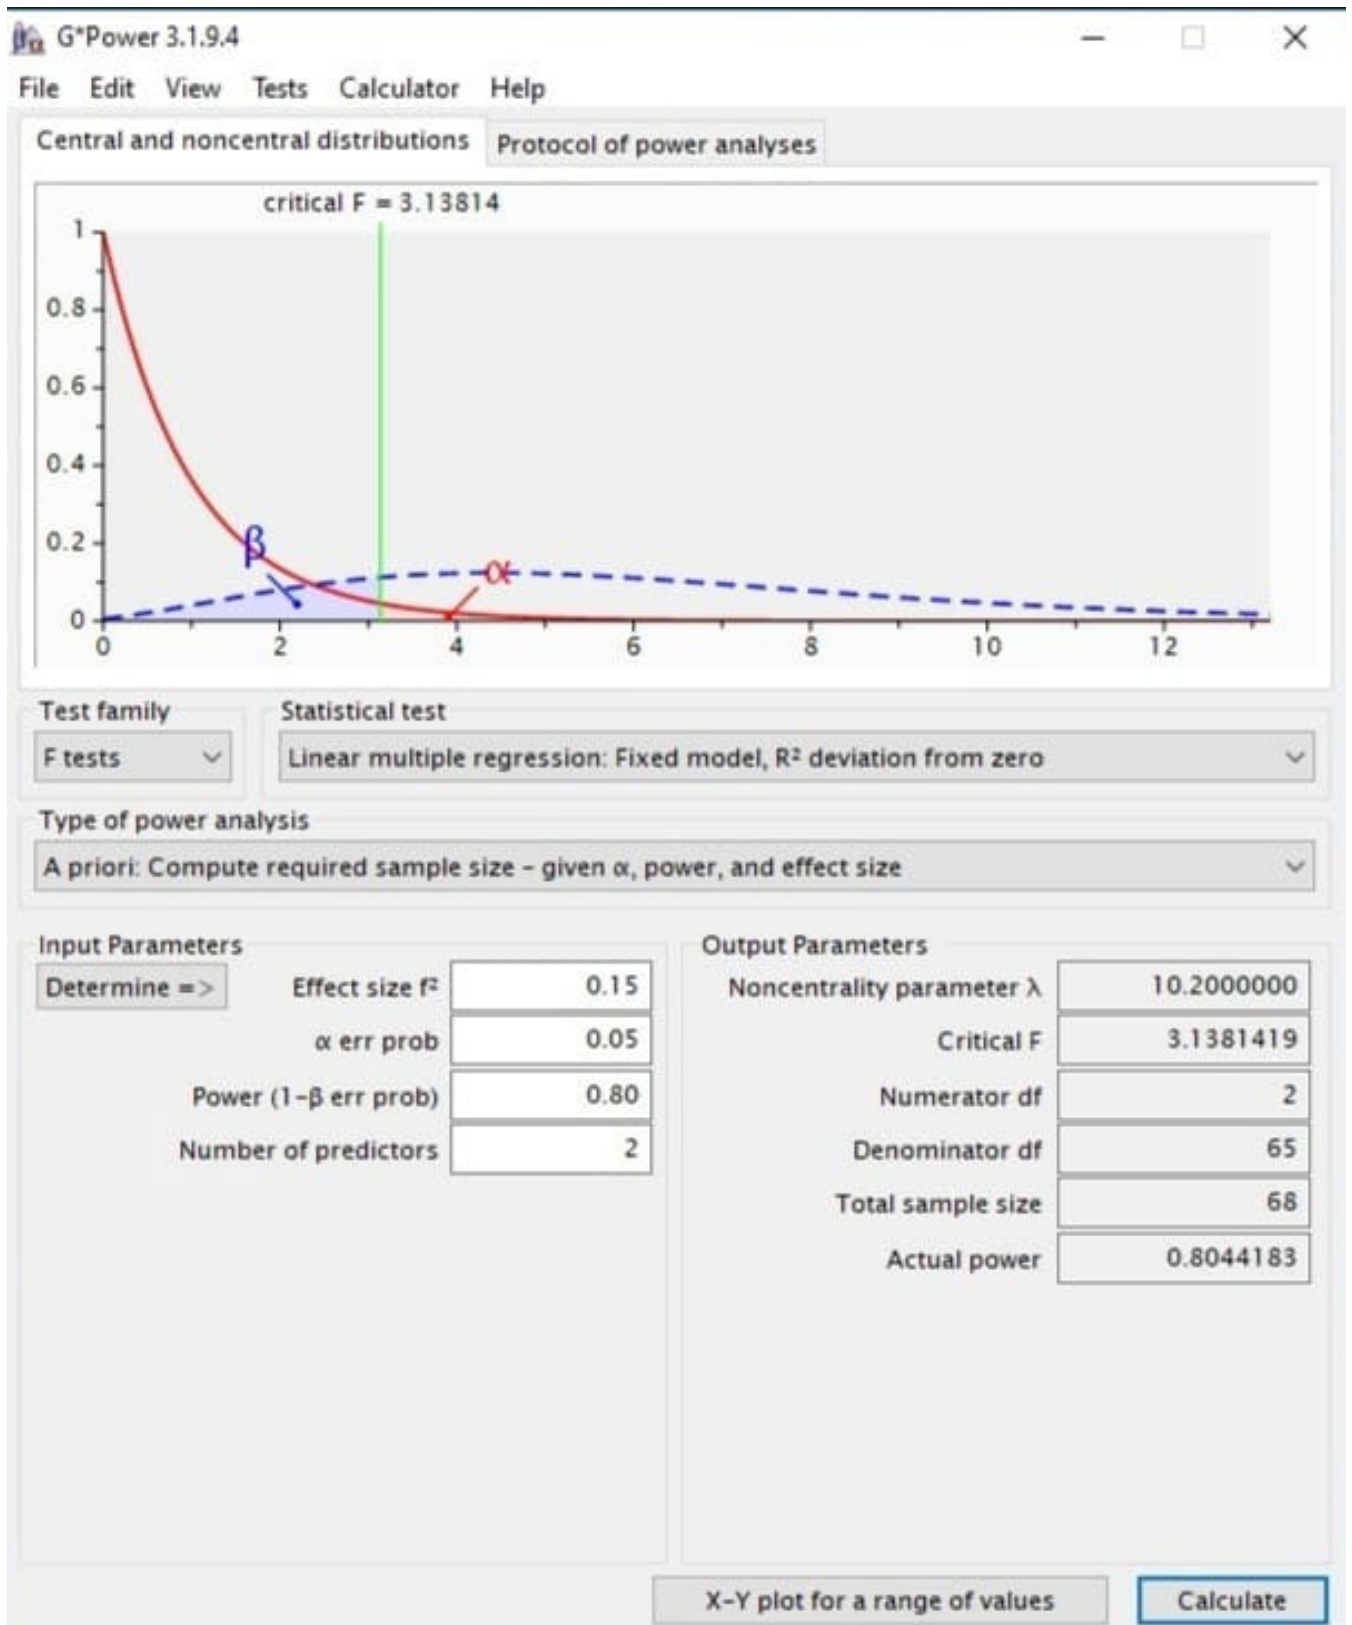 G*Power 3.1.9.4
File Edit View Tests Calculator Help
Central and noncentral distributions Protocol of power analyses
critical F = 3.13814
1
0.8
0.6
0.4
0.2
0
β
α
0 2 4 6 8 10 12
Test family Statistical test
F tests Linear multiple regression: Fixed model, R² deviation from zero
Type of power analysis
A priori: Compute required sample size – given α, power, and effect size
Input Parameters Output Parameters
Determine => Effect size f² 0.15 Noncentrality parameter λ 10.2000000
α err prob 0.05 Critical F 3.1381419
Power (1-β err prob) 0.80 Numerator df 2
Number of predictors 2 Denominator df 65
Total sample size 68
Actual power 0.8044183
X-Y plot for a range of values Calculate